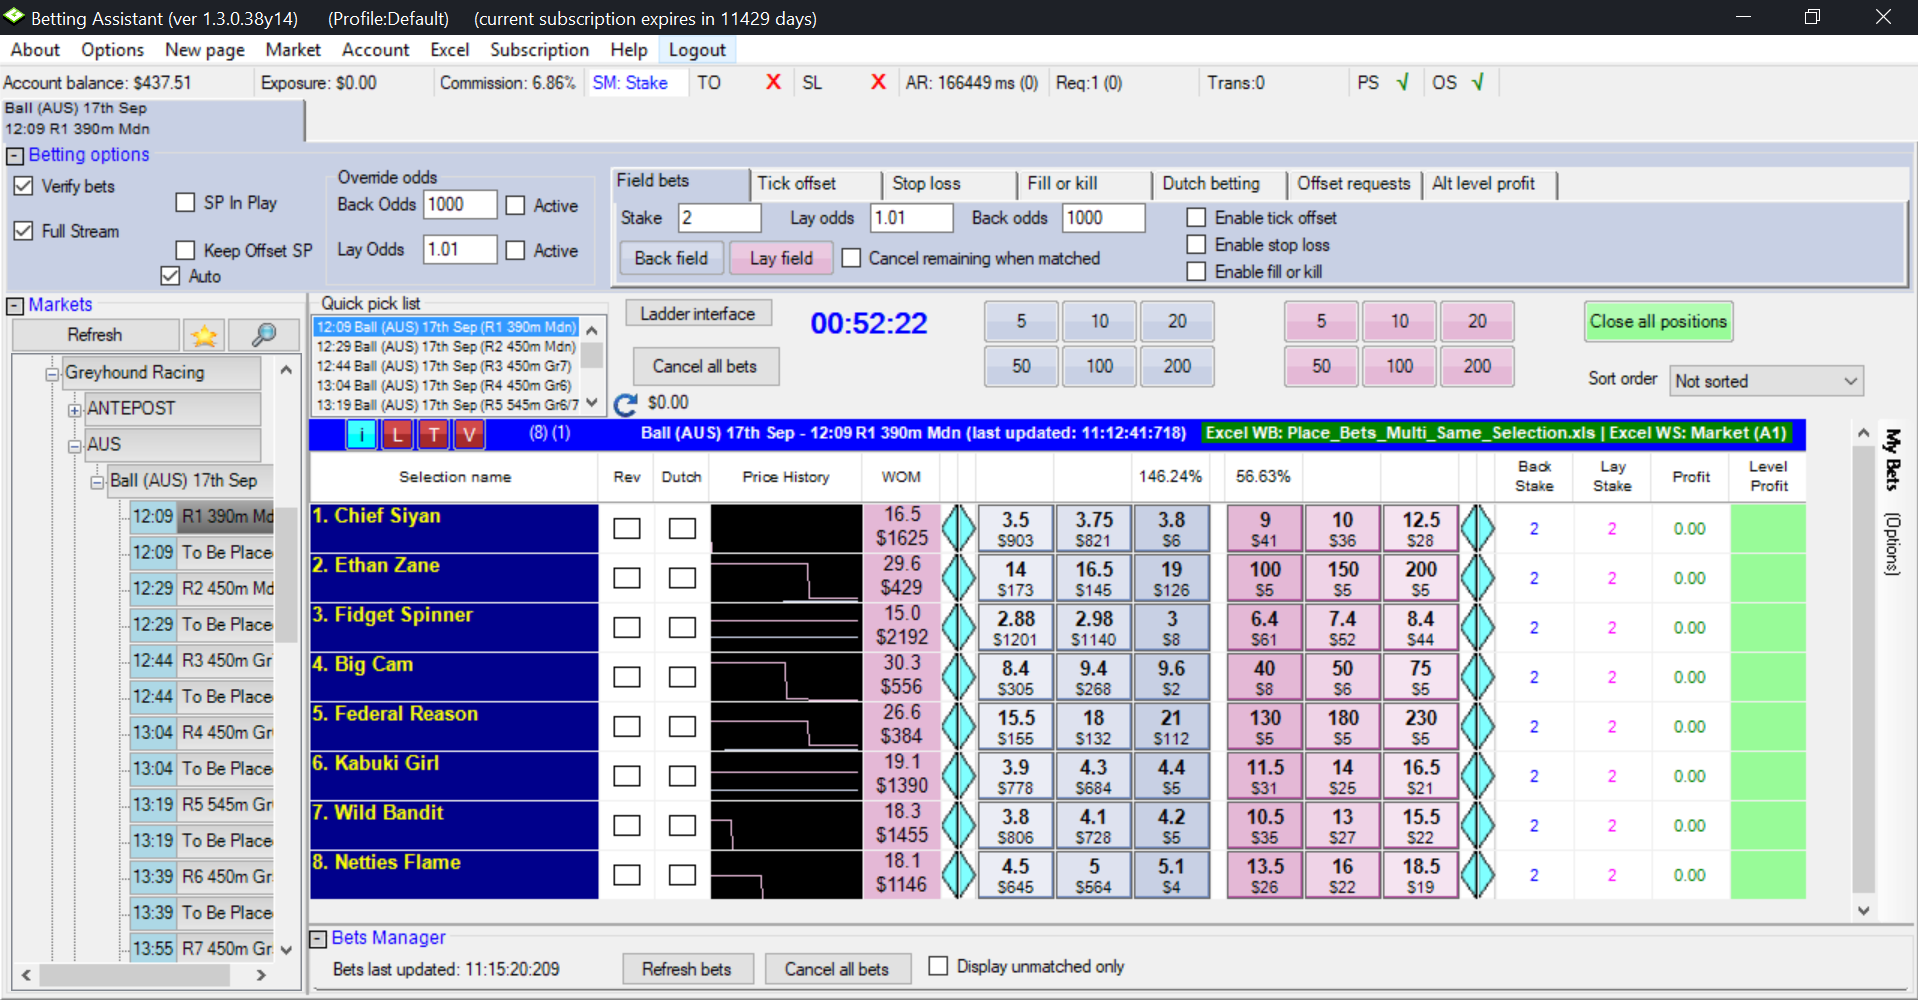 Betting Assistant (ver 1.3.0.38y14) (Profile:Default) (current subscription expires in 11429 days)
About Options New page Market Account Excel Subscription Help Logout
Account balance: $437.51 Exposure: $0.00 Commission: 6.86% SM: Stake TO X SL X AR: 166449 ms (0) Req:1 (0) Trans:0 PS √ OS √
Ball (AUS) 17th Sep
12:09 R1 390m Mdn
Betting options
Verify bets
Full Stream
SP In Play
Keep Offset SP
Auto
Override odds
Back Odds 1000 Active
Lay Odds 1.01 Active
Field bets Tick offset Stop loss Fill or kill Dutch betting Offset requests Alt level profit
Stake 2 Lay odds 1.01 Back odds 1000
Back field Lay field Cancel remaining when matched
Enable tick offset
Enable stop loss
Enable fill or kill
Markets
Refresh
Greyhound Racing
ANTEPOST
AUS
Ball (AUS) 17th Sep
12:09 R1 390m Md
12:09 To Be Place
12:29 R2 450m Md
12:29 To Be Place
12:44 R3 450m Gr
12:44 To Be Place
13:04 R4 450m Gr
13:04 To Be Place
13:19 R5 545m Gr
13:19 To Be Place
13:39 R6 450m Gr
13:39 To Be Place
13:55 R7 450m Gr
Quick pick list
12:09 Ball (AUS) 17th Sep (R1 390m Mdn)
12:29 Ball (AUS) 17th Sep (R2 450m Mdn)
12:44 Ball (AUS) 17th Sep (R3 450m Gr7)
13:04 Ball (AUS) 17th Sep (R4 450m Gr6)
13:19 Ball (AUS) 17th Sep (R5 545m Gr6/7
Ladder interface
Cancel all bets
$0.00
00:52:22
5 10 20
50 100 200
5 10 20
50 100 200
Close all positions
Sort order Not sorted
i L T V (8) (1) Ball (AUS) 17th Sep - 12:09 R1 390m Mdn (last updated: 11:12:41:718) Excel WB: Place_Bets_Multi_Same_Selection.xls | Excel WS: Market (A1)
Selection name Rev Dutch Price History WOM 146.24% 56.63% Back Stake Lay Stake Profit Level Profit
1. Chief Siyan 16.5 3.5 3.75 3.8 9 10 12.5 2 2 0.00
$1625 $903 $821 $6 $41 $36 $28
2. Ethan Zane 29.6 14 16.5 19 100 150 200 2 2 0.00
$429 $173 $145 $126 $5 $5 $5
3. Fidget Spinner 15.0 2.88 2.98 3 6.4 7.4 8.4 2 2 0.00
$2192 $1201 $1140 $8 $61 $52 $44
4. Big Cam 30.3 8.4 9.4 9.6 40 50 75 2 2 0.00
$556 $305 $268 $2 $8 $6 $5
5. Federal Reason 26.6 15.5 18 21 130 180 230 2 2 0.00
$384 $155 $132 $112 $5 $5 $5
6. Kabuki Girl 19.1 3.9 4.3 4.4 11.5 14 16.5 2 2 0.00
$1390 $778 $684 $5 $31 $25 $21
7. Wild Bandit 18.3 3.8 4.1 4.2 10.5 13 15.5 2 2 0.00
$1455 $806 $728 $5 $35 $27 $22
8. Netties Flame 18.1 4.5 5 5.1 13.5 16 18.5 2 2 0.00
$1146 $645 $564 $4 $26 $22 $19
My Bets (Options)
Bets Manager
Bets last updated: 11:15:20:209 Refresh bets Cancel all bets Display unmatched only